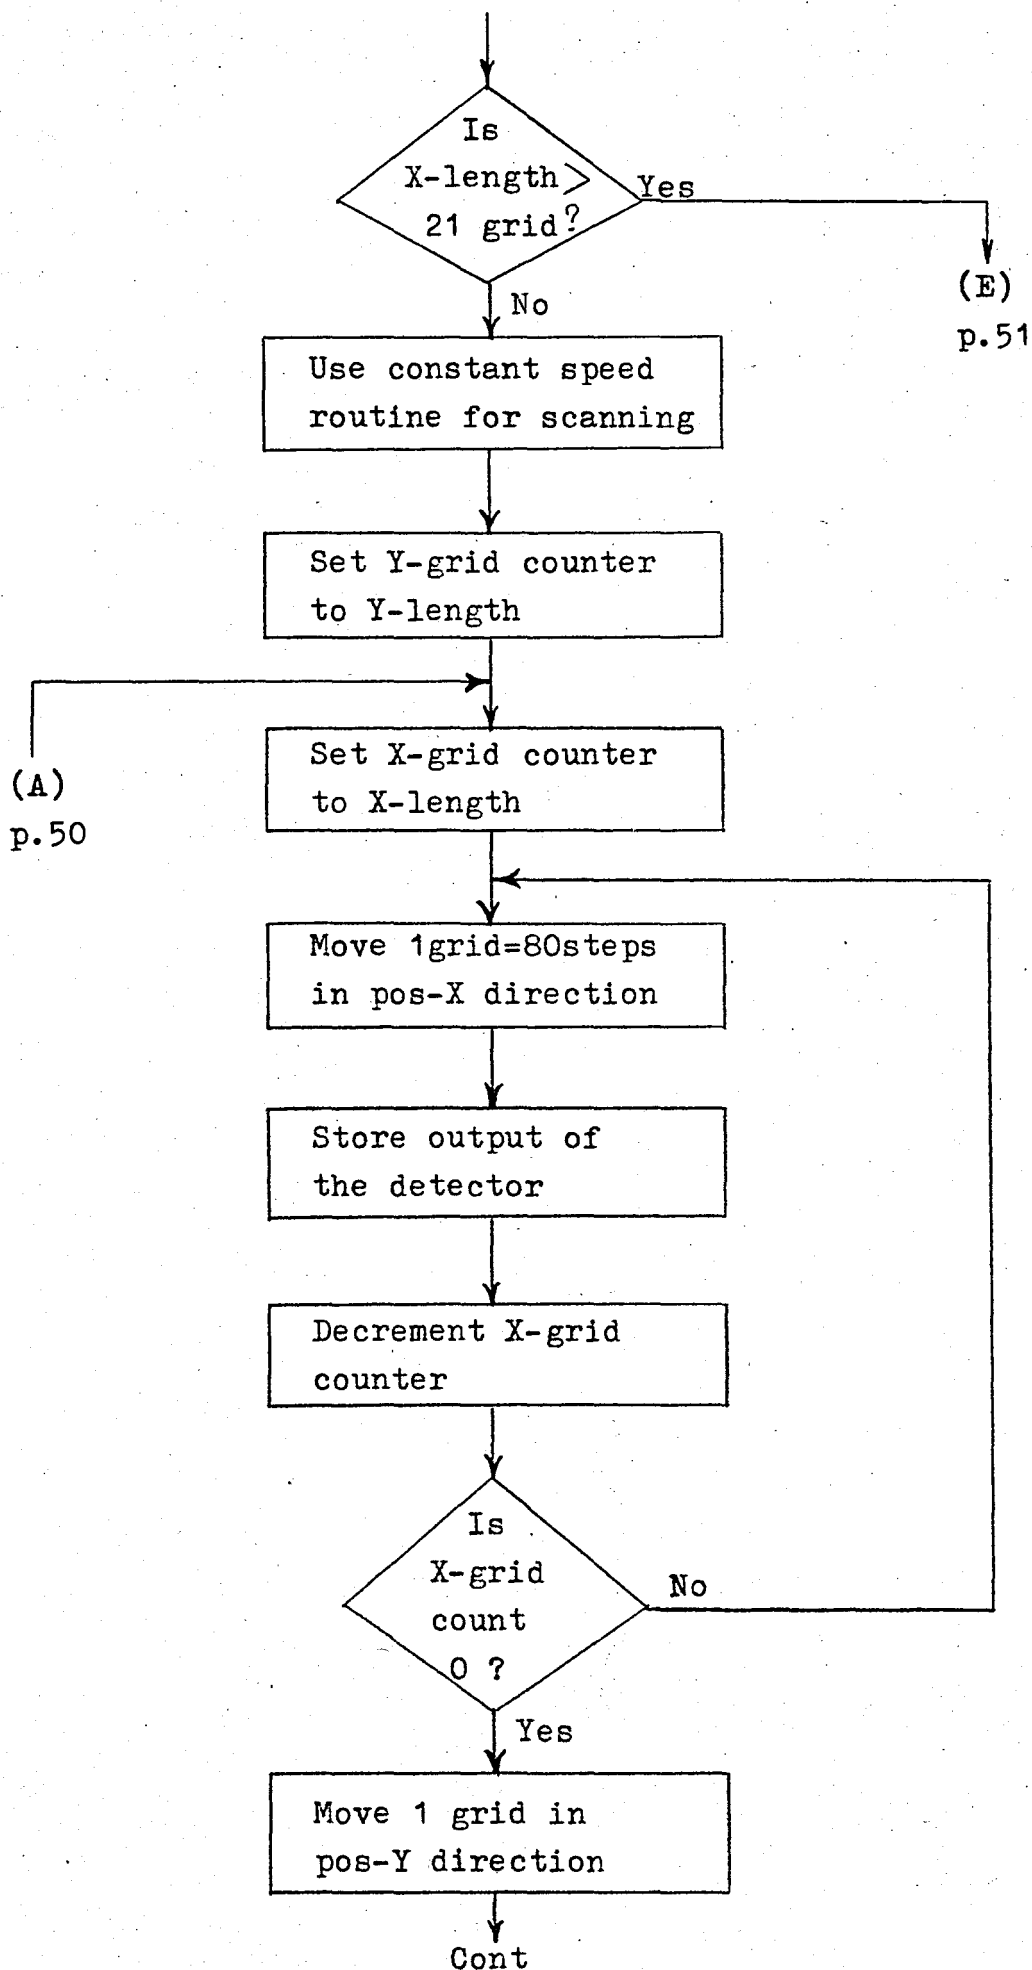 Is
X-length >
21 grid?
Yes
(E)
p.51
No
Use constant speed
routine for scanning
Set Y-grid counter
to Y-length
(A)
p.50
Set X-grid counter
to X-length
Move 1grid=80steps
in pos-X direction
Store output of
the detector
Decrement X-grid
counter
Is
X-grid
count
0 ?
No
Yes
Move 1 grid in
pos-Y direction
Cont